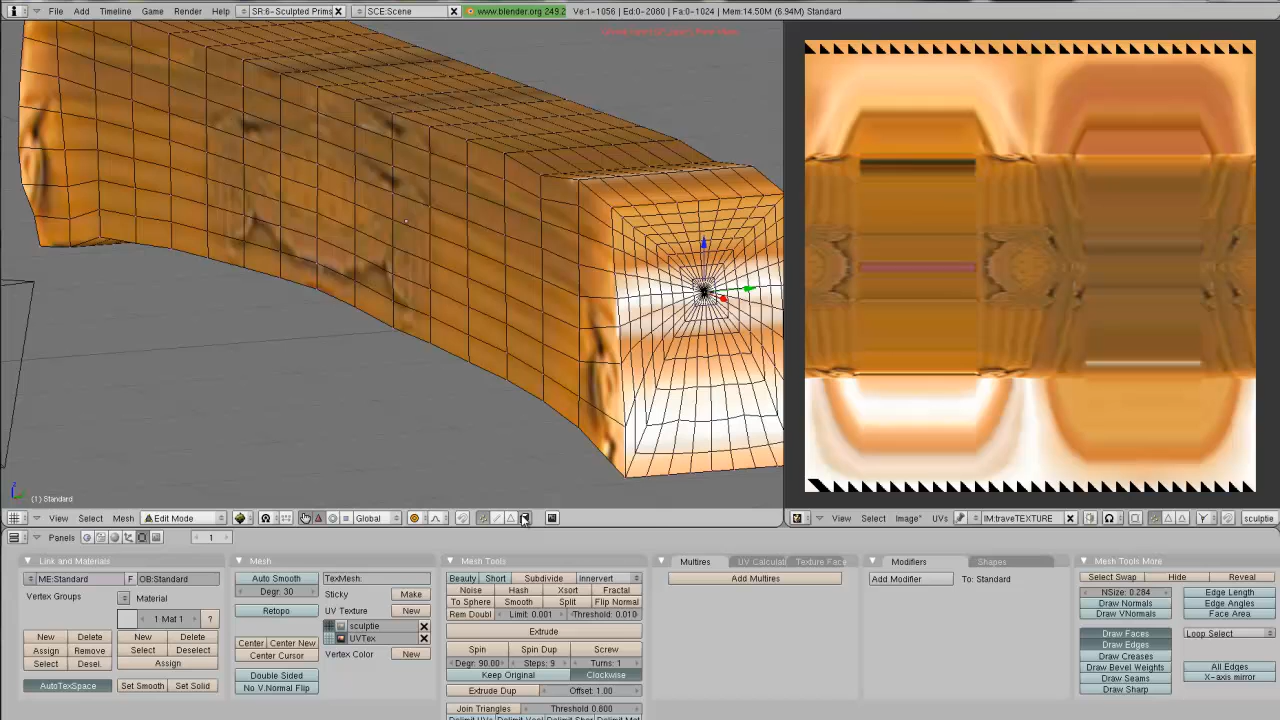 File Add Timeline Game Render Help SR:6-Sculpted Prims SCE:Scene www.blender.org 249.2 Ve:1-1056 | Ed:0-2080 | Fa:0-1024 | Mem:14.50M (6.94M) Standard
(1) Standard
View Select Mesh Edit Mode Global
View Select Image* UVs IM:traveTEXTURE sculptie
Panels 1
Link and Materials
ME:Standard F OB:Standard
Vertex Groups
Material
1 Mat 1 ?
New Delete New Delete
Assign Remove Select Deselect
Select Desel. Assign
AutoTexSpace Set Smooth Set Solid
Mesh
Auto Smooth
Degr: 30
Retopo
Center Center New
Center Cursor
Double Sided
No V.Normal Flip
TexMesh:
Sticky Make
UV Texture New
sculptie
UVTex
Vertex Color New
Mesh Tools
Beauty Short Subdivide Innervert
Noise Hash Xsort Fractal
To Sphere Smooth Split Flip Normal
Rem Doubl Limit: 0.001 Threshold: 0.010
Extrude
Spin Spin Dup Screw
Degr: 90.00 Steps: 9 Turns: 1
Keep Original Clockwise
Extrude Dup Offset: 1.00
Join Triangles Threshold 0.800
Multires UV Calculati Texture Face
Add Multires
Modifiers Shapes
Add Modifier To: Standard
Mesh Tools More
Select Swap Hide Reveal
NSize: 0.284
Draw Normals
Draw VNormals
Edge Length
Edge Angles
Face Area
Draw Faces
Draw Edges
Draw Creases
Draw Bevel Weights
Draw Seams
Draw Sharp
Loop Select
All Edges
X-axis mirror